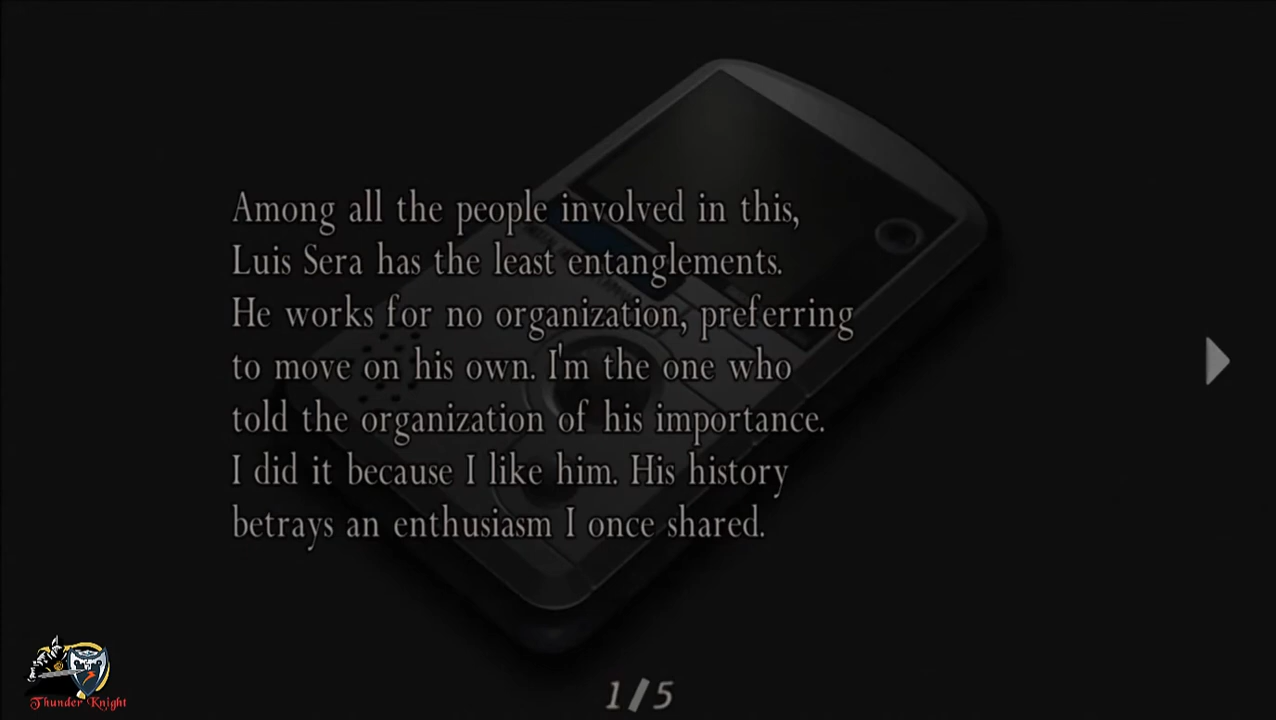 Among all the people involved in this,
Luis Sera has the least entanglements.
He works for no organization, preferring
to move on his own. I'm the one who
told the organization of his importance.
I did it because I like him. His history
betrays an enthusiasm I once shared.
1/5
Thunder Knight